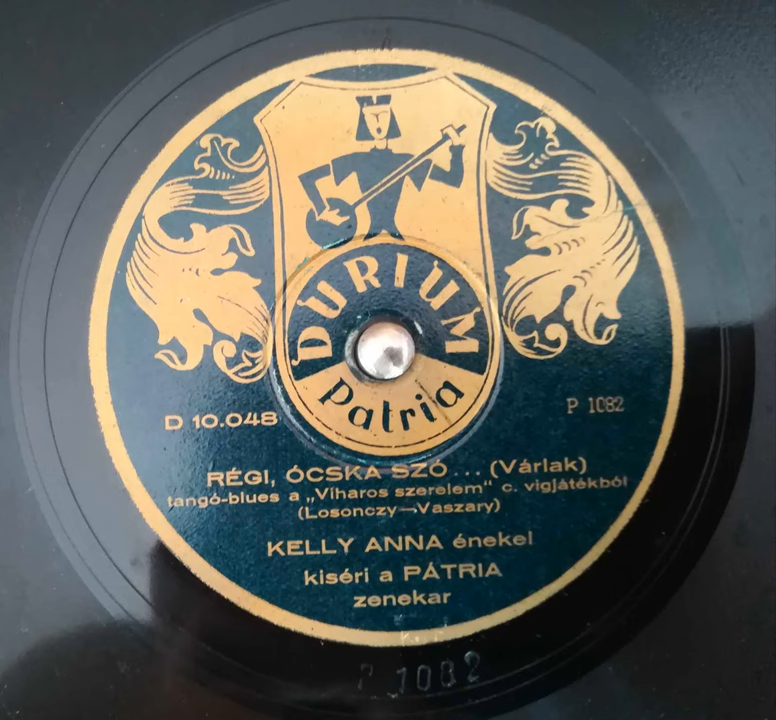 DURIUM
Patria
D 10.048
P 1082
RÉGI, ÓCSKA SZÓ ... (Várlak)
tangó-blues a „Viharos szerelem" c. vigjátékból
(Losonczy—Vaszary)
KELLY ANNA énekel
kiséri a PÁTRIA
zenekar
P 1082